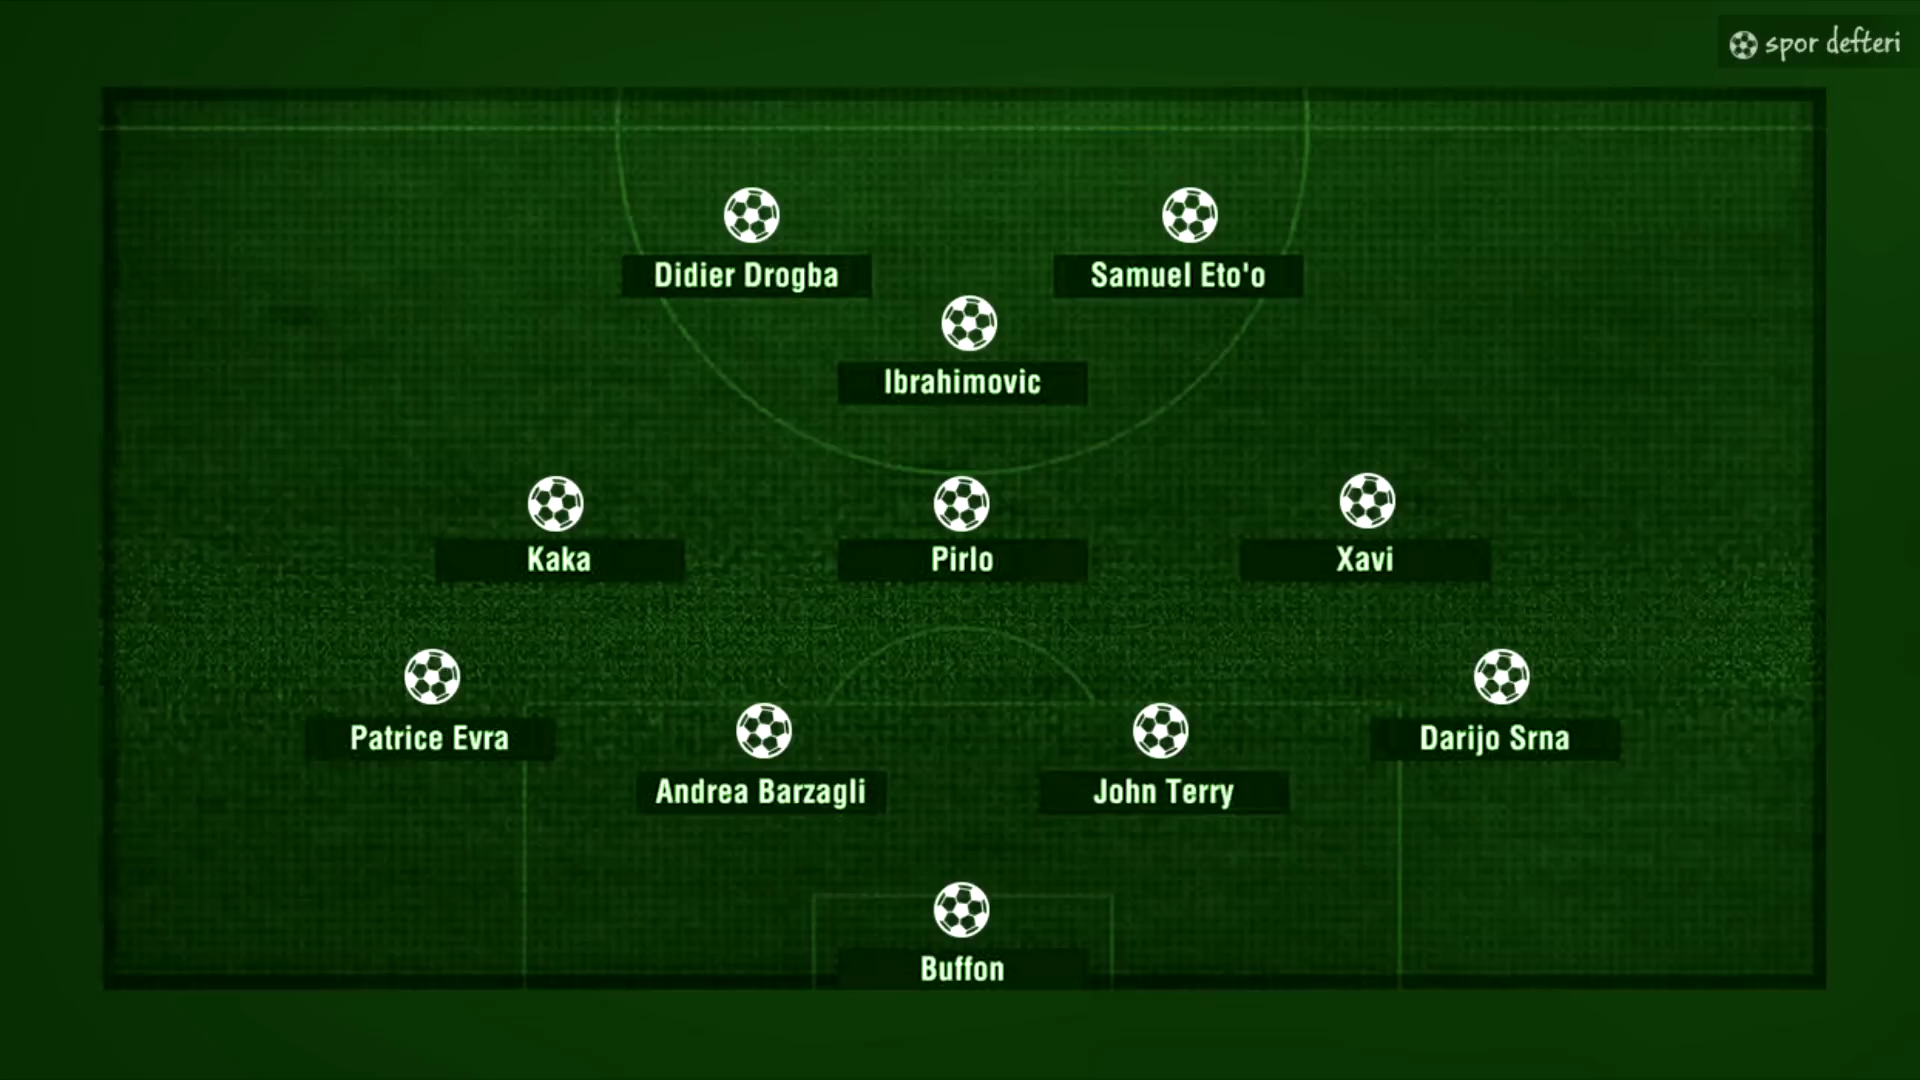 spor defteri
Didier Drogba
Samuel Eto'o
Ibrahimovic
Kaka
Pirlo
Xavi
Patrice Evra
Darijo Srna
Andrea Barzagli
John Terry
Buffon